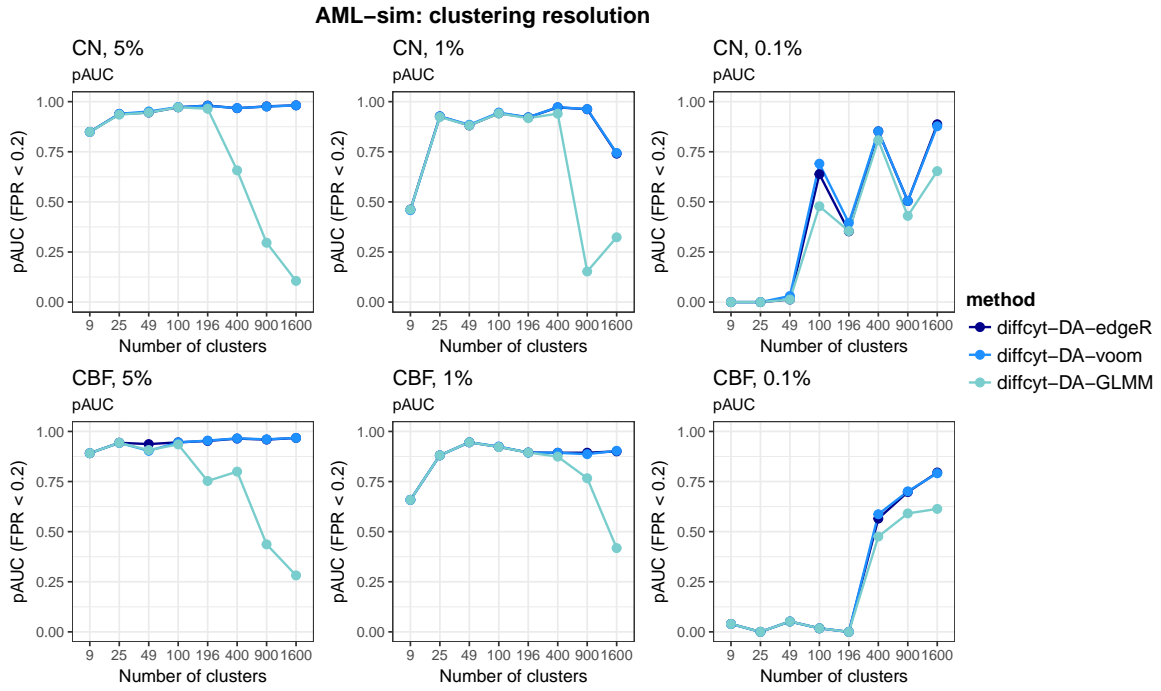 AML−sim: clustering resolution
CN, 5%
pAUC
pAUC (FPR < 0.2)
1.00
0.75
0.50
0.25
0.00
9 25 49 100 196 400 900 1600
Number of clusters
CN, 1%
pAUC
pAUC (FPR < 0.2)
1.00
0.75
0.50
0.25
0.00
9 25 49 100 196 400 900 1600
Number of clusters
CN, 0.1%
pAUC
pAUC (FPR < 0.2)
1.00
0.75
0.50
0.25
0.00
9 25 49 100 196 400 900 1600
Number of clusters
CBF, 5%
pAUC
pAUC (FPR < 0.2)
1.00
0.75
0.50
0.25
0.00
9 25 49 100 196 400 900 1600
Number of clusters
CBF, 1%
pAUC
pAUC (FPR < 0.2)
1.00
0.75
0.50
0.25
0.00
9 25 49 100 196 400 900 1600
Number of clusters
CBF, 0.1%
pAUC
pAUC (FPR < 0.2)
1.00
0.75
0.50
0.25
0.00
9 25 49 100 196 400 900 1600
Number of clusters
method
diffcyt−DA−edgeR
diffcyt−DA−voom
diffcyt−DA−GLMM